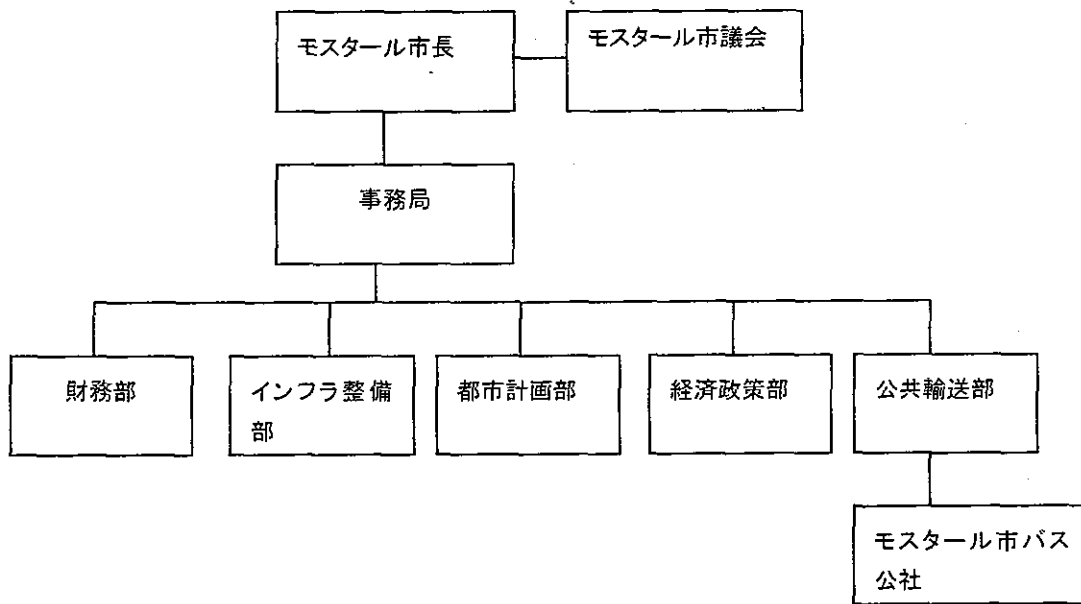 モスタール市長
モスタール市議会
事務局
財務部
インフラ整備
部
都市計画部
経済政策部
公共輸送部
モスタール市バス
公社